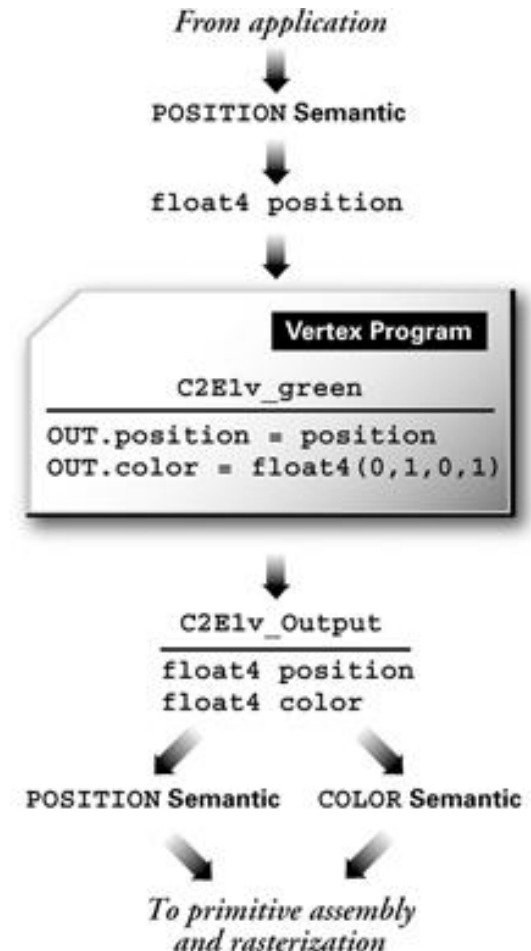 From application
POSITION Semantic
float4 position
Vertex Program
C2E1v_green
OUT.position = position
OUT.color = float4(0,1,0,1)
C2E1v_Output
float4 position
float4 color
POSITION Semantic COLOR Semantic
To primitive assembly
and rasterization